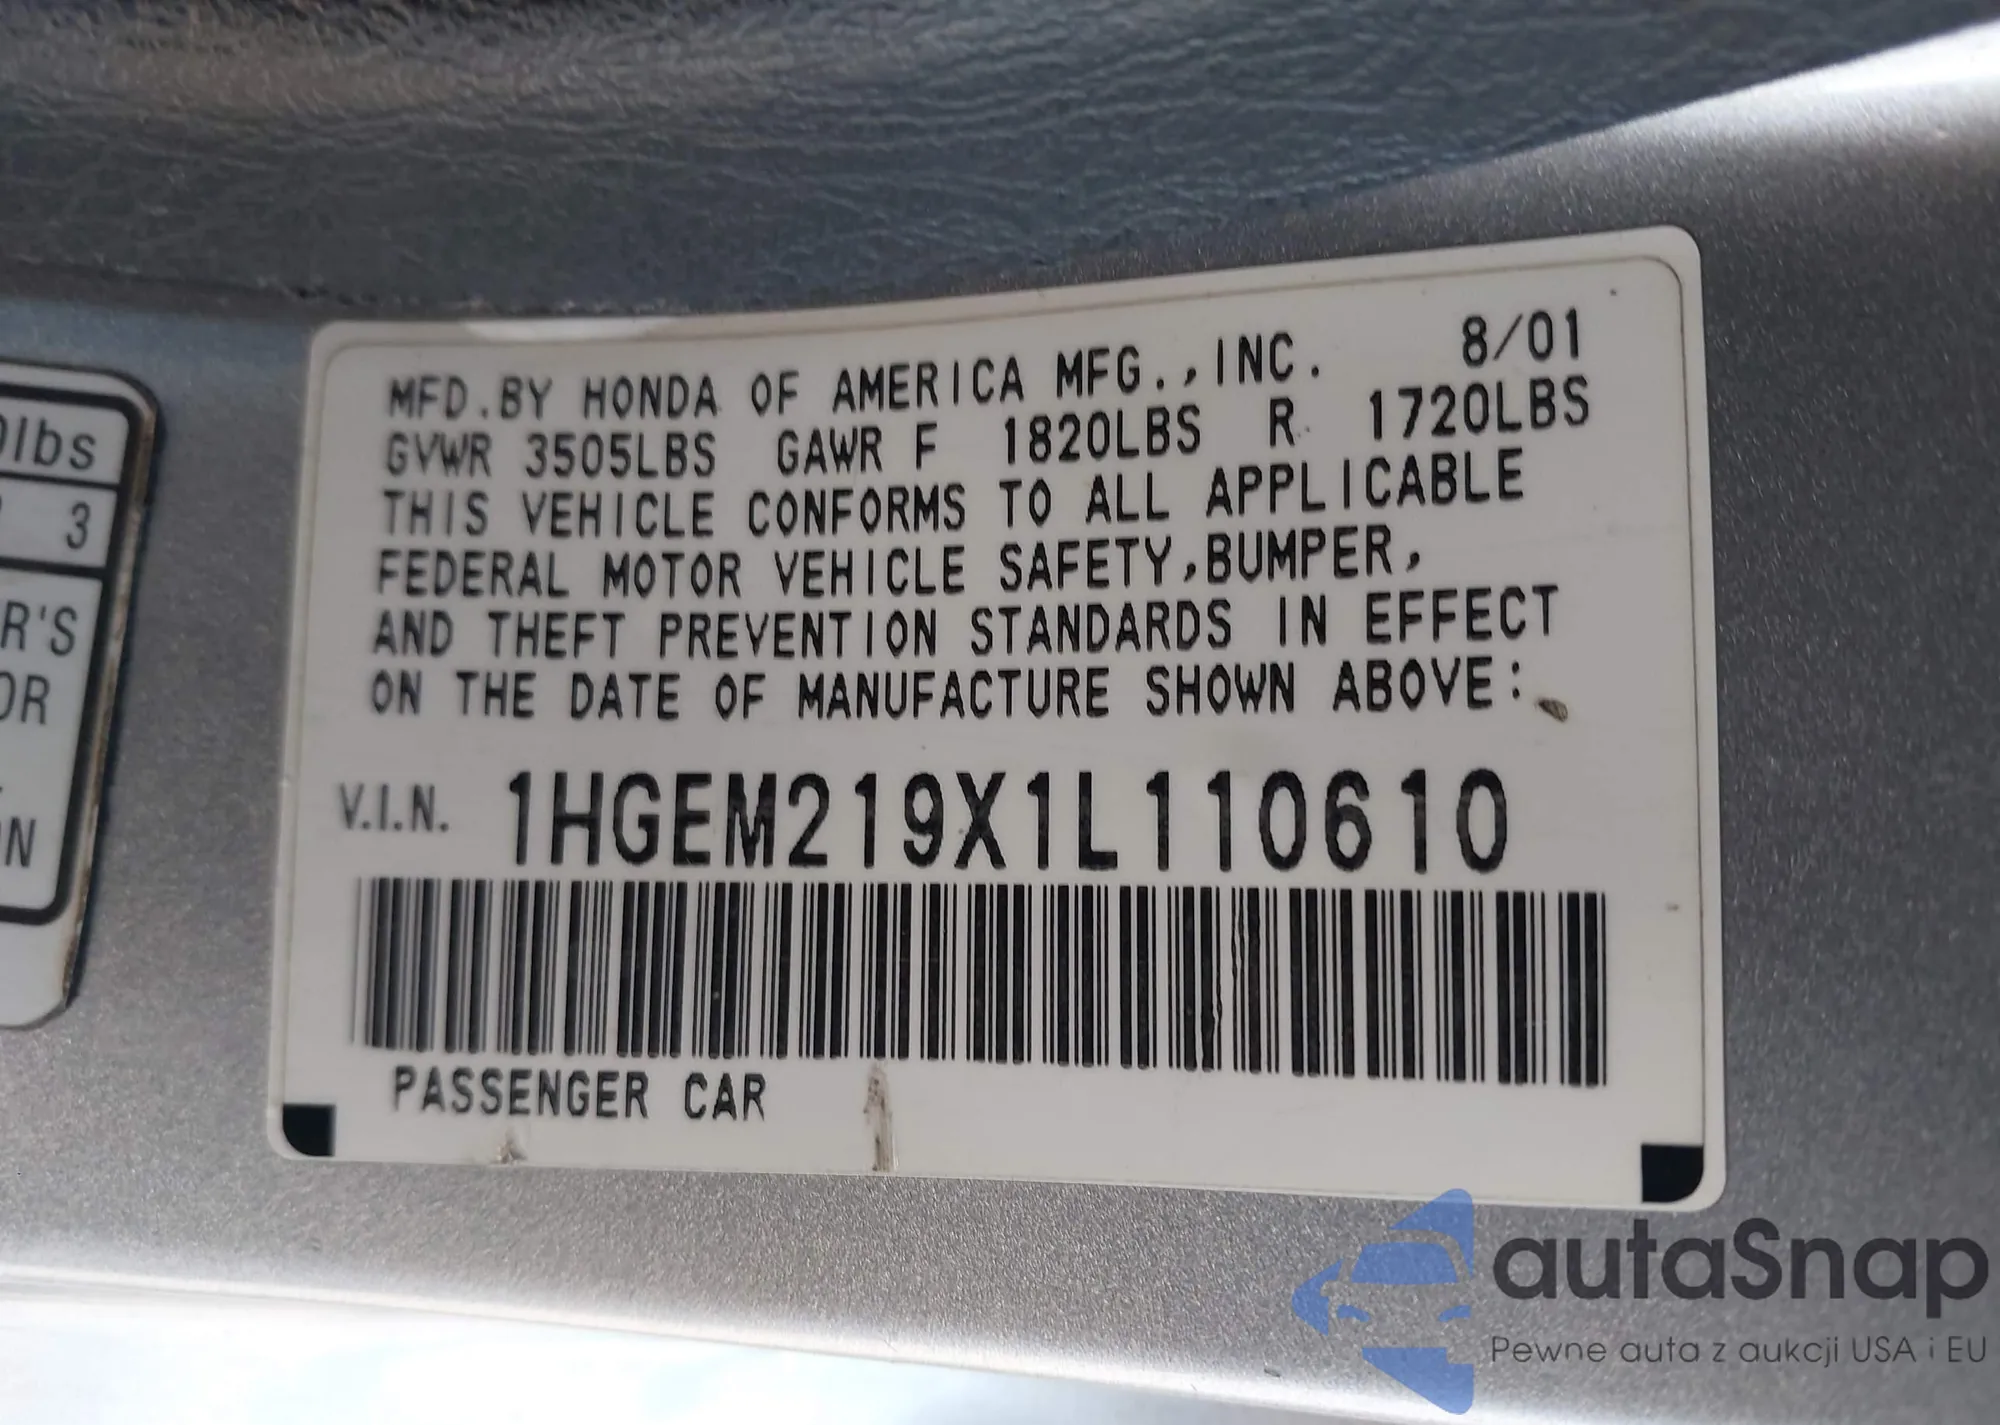 0lbs
3
R'S
OR
ON
MFD.BY HONDA OF AMERICA MFG.,INC. 8/01
GVWR 3505LBS GAWR F 1820LBS R 1720LBS
THIS VEHICLE CONFORMS TO ALL APPLICABLE
FEDERAL MOTOR VEHICLE SAFETY,BUMPER,
AND THEFT PREVENTION STANDARDS IN EFFECT
ON THE DATE OF MANUFACTURE SHOWN ABOVE:
V.I.N. 1HGEM219X1L110610
PASSENGER CAR
autaSnap
Pewne auta z aukcji USA i EU